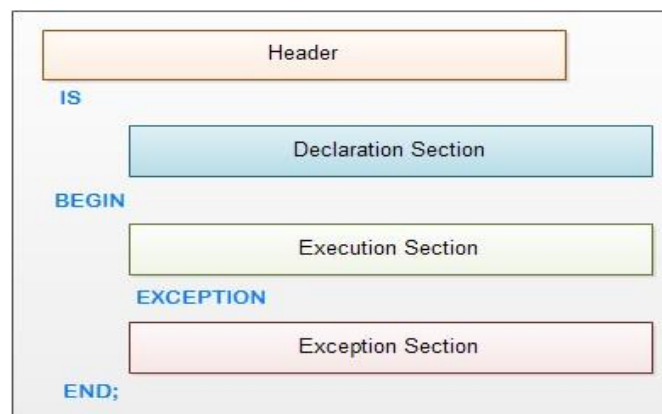 Header
IS
Declaration Section
BEGIN
Execution Section
EXCEPTION
Exception Section
END;